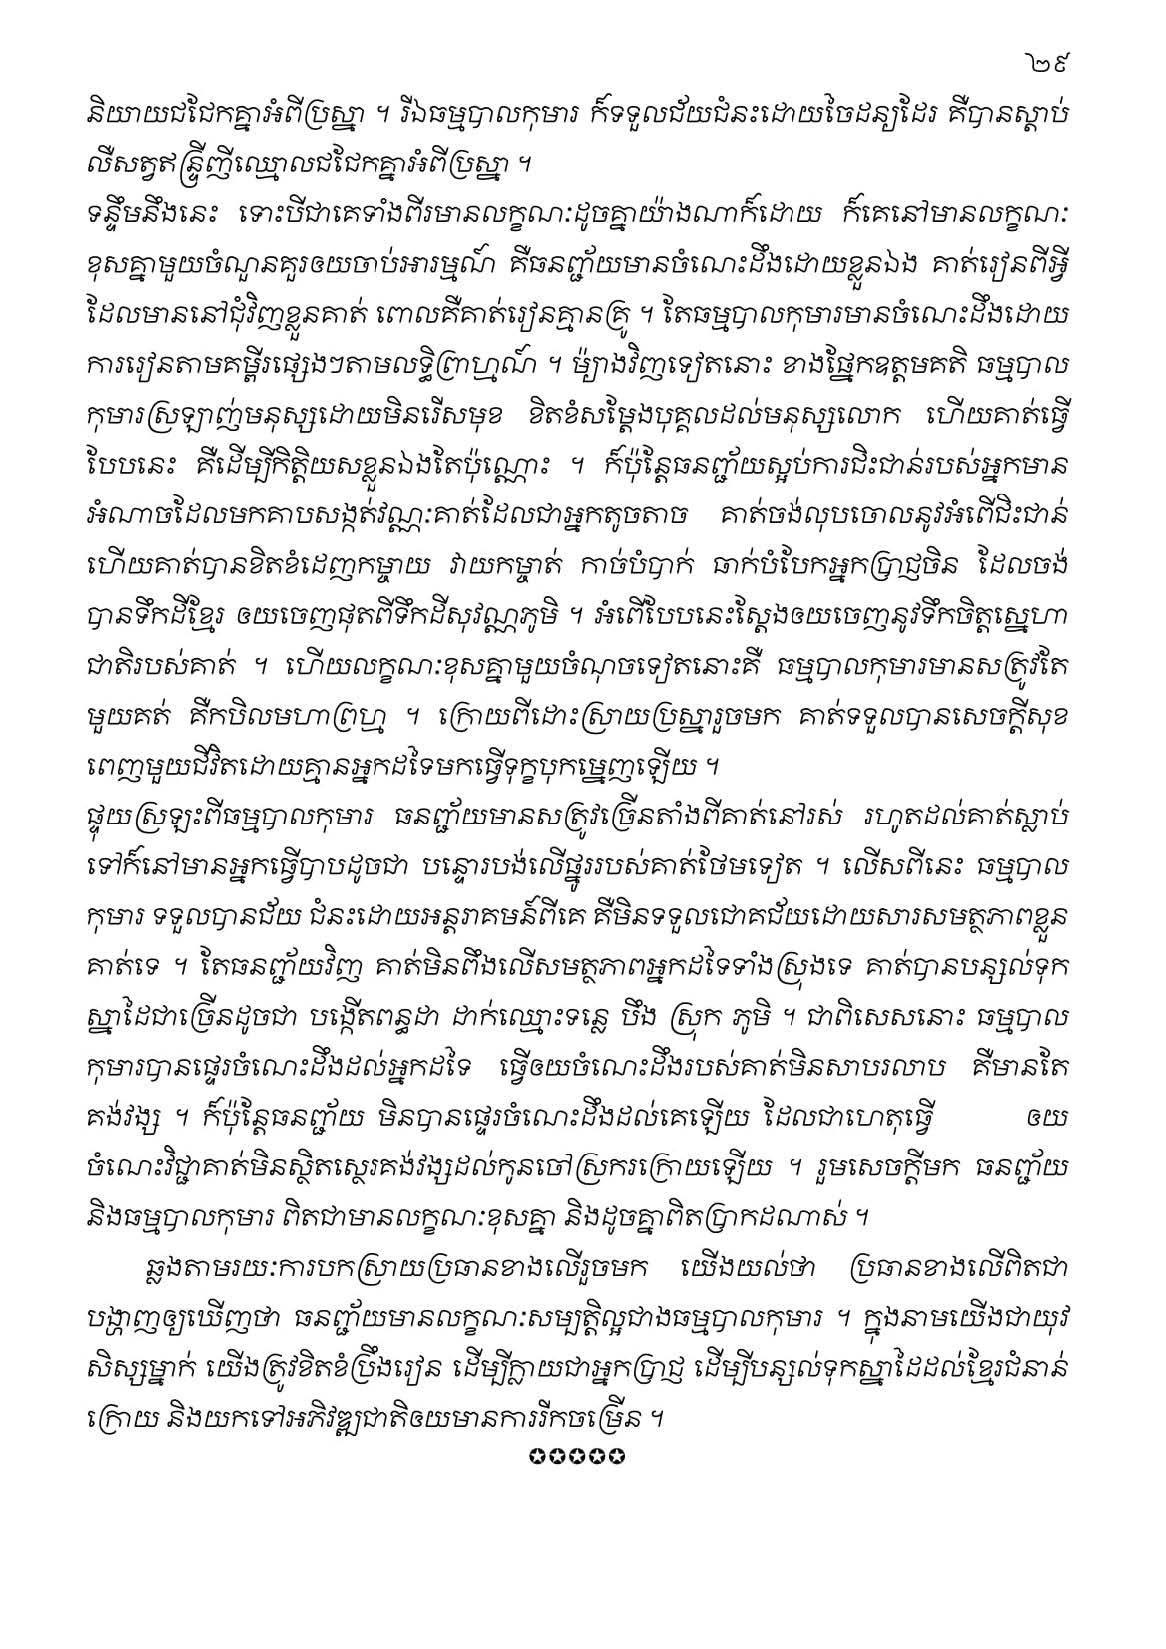 ២៩
និយាយជជែកគ្នាអំពីប្រស្នា ។ រីឯធម្មបាលកុមារ ក៏ទទួលជ័យជំនះដោយចៃដន្យដែរ គឺបានស្តាប់
លឺសត្វឥន្ទ្រីញីឈ្មោលជជែកគ្នាអំពីប្រស្នា ។
ទន្ទឹមនឹងនេះ ទោះបីជាគេទាំងពីរមានលក្ខណៈដូចគ្នាយ៉ាងណាក៏ដោយ ក៏គេនៅមានលក្ខណៈ
ខុសគ្នាមួយចំណួនគួរឲយចាប់អារម្មណ៍ គឺធនញ្ជ័យមានចំណេះដឹងដោយខ្លួនឯង គាត់រៀនពីអ្វី
ដែលមាននៅជុំវិញខ្លួនគាត់ ពោលគឺគាត់រៀនគ្មានគ្រូ ។ តែធម្មបាលកុមារមានចំណេះដឹងដោយ
ការរៀនតាមគម្ពីរផ្សេងៗតាមលទ្ធិព្រាហ្មណ៍ ។ ម៉្យាងវិញទៀតនោះ ខាងផ្នែកឧត្តមគតិ ធម្មបាល
កុមារស្រឡាញ់មនុស្សដោយមិនរើសមុខ ខិតខំសម្តែងបុគ្គលដល់មនុស្សលោក ហើយគាត់ធ្វើ
បែបនេះ គឺដើម្បីកិត្តិយសខ្លួនឯងតែប៉ុណ្ណោះ ។ ក៏ប៉ុន្តែធនញ្ជ័យស្អប់ការជិះជាន់របស់អ្នកមាន
អំណាចដែលមកគាបសង្កត់វណ្ណៈគាត់ដែលជាអ្នកតូចតាច គាត់ចង់លុបចោលនូវអំពើជិះជាន់
ហើយគាត់បានខិតខំដេញកម្ចាយ វាយកម្ចាត់ កាច់បំបាក់ ធាក់បំបែកអ្នកប្រាជ្ញចិន ដែលចង់
បានទឹកដីខ្មែរ ឲយចេញផុតពីទឹកដីសុវណ្ណភូមិ ។ អំពើបែបនេះស្តែងឲយចេញនូវទឹកចិត្តស្នេហា
ជាតិរបស់គាត់ ។ ហើយលក្ខណៈខុសគ្នាមួយចំណុចទៀតនោះគឺ ធម្មបាលកុមារមានសត្រូវតែ
មួយគត់ គឺកបិលមហាព្រហ្ម ។ ក្រោយពីដោះស្រាយប្រស្នារួចមក គាត់ទទួលបានសេចក្តីសុខ
ពេញមួយជីវិតដោយគ្មានអ្នកដទៃមកធ្វើទុក្ខបុកម្នេញឡើយ ។
ផ្ទុយស្រឡះពីធម្មបាលកុមារ ធនញ្ជ័យមានសត្រូវច្រើនតាំងពីគាត់នៅរស់ រហូតដល់គាត់ស្លាប់
ទៅក៏នៅមានអ្នកធ្វើបាបដូចជា បន្ទោរបង់លើផ្នូររបស់គាត់ថែមទៀត ។ លើសពីនេះ ធម្មបាល
កុមារ ទទួលបានជ័យ ជំនះដោយអន្តរាគមន៍ពីគេ គឺមិនទទួលជោគជ័យដោយសារសមត្ថភាពខ្លួន
គាត់ទេ ។ តែធនញ្ជ័យវិញ គាត់មិនពឹងលើសមត្ថភាពអ្នកដទៃទាំងស្រុងទេ គាត់បានបន្សល់ទុក
ស្នាដៃជាច្រើនដូចជា បង្កើតពន្ធដា ដាក់ឈ្មោះទន្លេ បឹង ស្រុក ភូមិ ។ ជាពិសេសនោះ ធម្មបាល
កុមារបានផ្ទេរចំណេះដឹងដល់អ្នកដទៃ ធ្វើឲយចំណេះដឹងរបស់គាត់មិនសាបរលាប គឺមានតែ
គង់វង្ស ។ ក៏ប៉ុន្តែធនញ្ជ័យ មិនបានផ្ទេរចំណេះដឹងដល់គេឡើយ ដែលជាហេតុធ្វើ ឲយ
ចំណេះវិជ្ជាគាត់មិនស្ថិតស្ថេរគង់វង្សដល់កូនចៅស្រករក្រោយឡើយ ។ រួមសេចក្តីមក ធនញ្ជ័យ
និងធម្មបាលកុមារ ពិតជាមានលក្ខណៈខុសគ្នា និងដូចគ្នាពិតប្រាកដណាស់ ។
ឆ្លងតាមរយៈការបកស្រាយប្រធានខាងលើរួចមក យើងយល់ថា ប្រធានខាងលើពិតជា
បង្ហាញឲ្យឃើញថា ធនញ្ជ័យមានលក្ខណៈសម្បត្តិល្អជាងធម្មបាលកុមារ ។ ក្នុងនាមយើងជាយុវ
សិស្សម្នាក់ យើងត្រូវខិតខំប្រឹងរៀន ដើម្បីក្លាយជាអ្នកប្រាជ្ញ ដើម្បីបន្សល់ទុកស្នាដៃដល់ខ្មែរជំនាន់
ក្រោយ និងយកទៅអភិវឌ្ឍជាតិឲយមានការរីកចម្រើន ។
✪✪✪✪✪